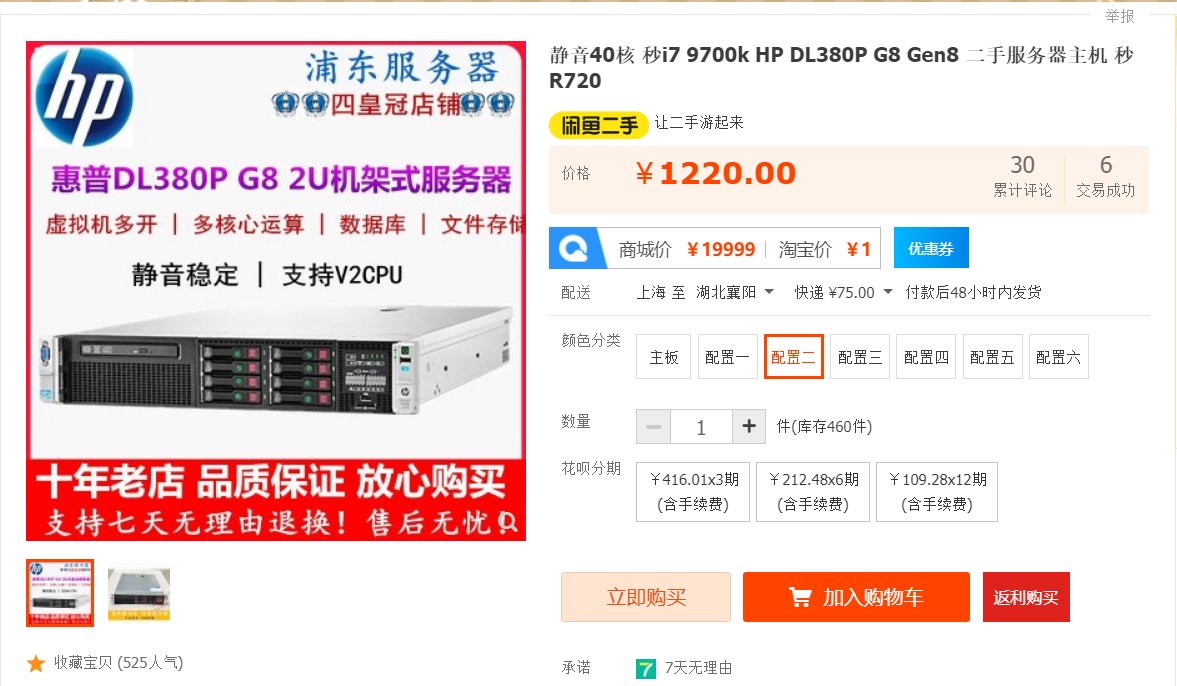 举报
hp
浦东服务器
四皇冠店铺
惠普DL380P G8 2U机架式服务器
虚拟机多开 | 多核心运算 | 数据库 | 文件存储
静音稳定 | 支持V2CPU
十年老店 品质保证 放心购买
支持七天无理由退换！售后无忧
收藏宝贝 (525人气)
静音40核 秒i7 9700k HP DL380P G8 Gen8 二手服务器主机 秒
R720
闲鱼二手 让二手游起来
价格 ¥1220.00
30
累计评论
6
交易成功
商城价 ¥19999 淘宝价 ¥1 优惠券
配送 上海 至 湖北襄阳 快递 ¥75.00 付款后48小时内发货
颜色分类 主板 配置一 配置二 配置三 配置四 配置五 配置六
数量 1 件(库存460件)
花呗分期 ¥416.01x3期 ¥212.48x6期 ¥109.28x12期
(含手续费) (含手续费) (含手续费)
立即购买 加入购物车 返利购买
承诺 7 7天无理由